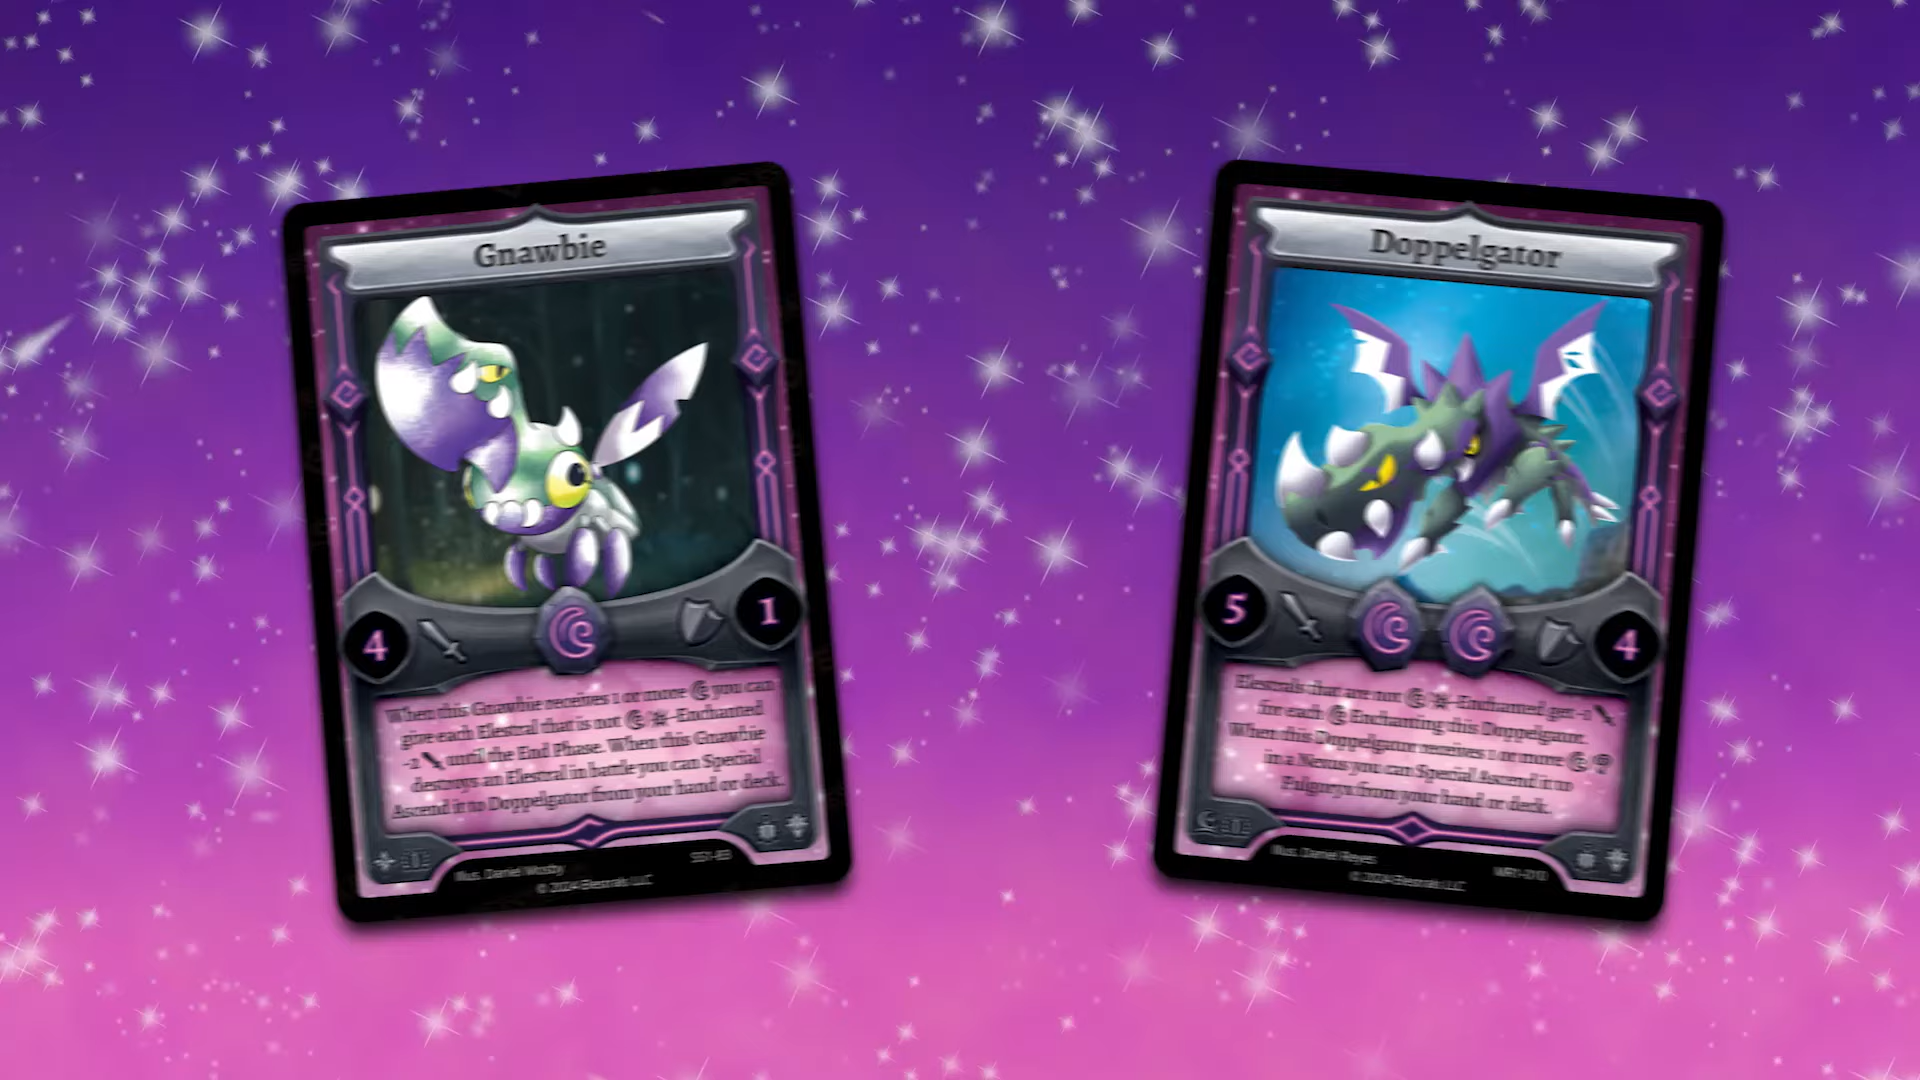 Gnawbie
4
1
When this Gnawbie receives 1 or more you can
give each Elestral that is not -Enchanted
until the End Phase. When this Gnawbie
destroys an Elestral in battle you can Special
Ascend it to Doppelgator from your hand or deck.
Illus. Daniel
© 2024 Elestrals LLC
Doppelgator
5
4
Elestrals that are not -Enchanted get -1
for each Enchanting this Doppelgator.
When this Doppelgator receives 1 or more
in a Nexus you can Special Ascend it to
from your hand or deck.
Illus. Daniel Reyes
© 2024 Elestrals LLC